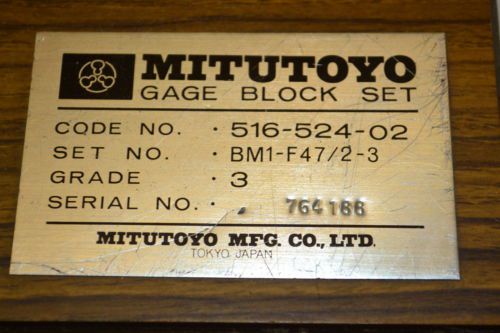 MITUTOYO
GAGE BLOCK SET
CODE NO. · 516-524-02
SET NO. · BM1-F47/2-3
GRADE · 3
SERIAL NO. · 764166
MITUTOYO MFG. CO., LTD.
TOKYO JAPAN